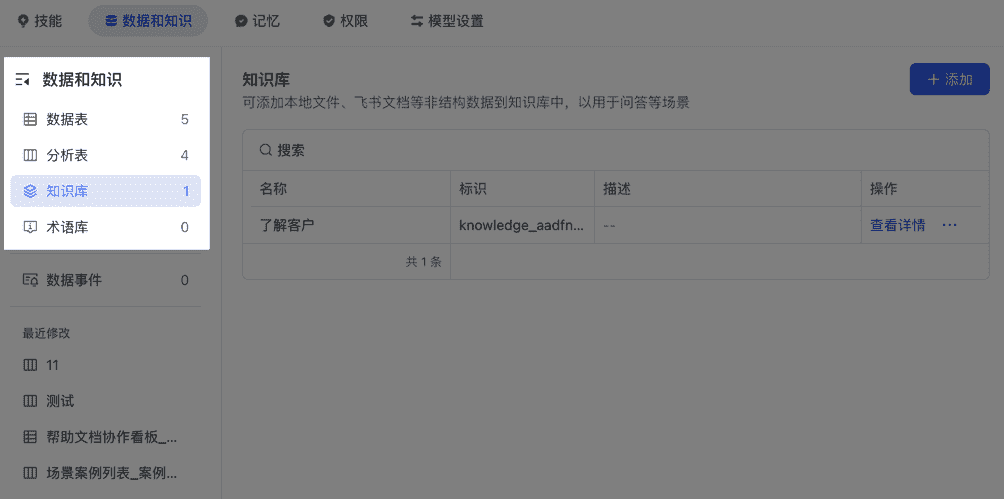 技能 数据和知识 记忆 权限 模型设置
数据和知识
数据表 5
分析表 4
知识库 1
术语库 0
数据事件 0
最近修改
11
测试
帮助文档协作看板_...
场景案例列表_案例...
知识库
可添加本地文件、飞书文档等非结构数据到知识库中，以用于问答等场景
添加
搜索
名称 标识 描述 操作
了解客户 knowledge_aadfn... -- 查看详情 ...
共 1 条